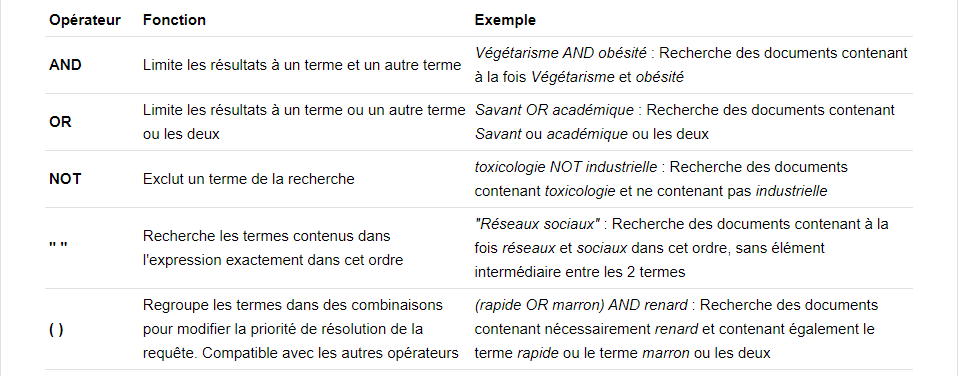 Opérateur Fonction Exemple
AND Limite les résultats à un terme et un autre terme Végétarisme AND obésité : Recherche des documents contenant
à la fois Végétarisme et obésité
OR Limite les résultats à un terme ou un autre terme Savant OR académique : Recherche des documents contenant
ou les deux Savant ou académique ou les deux
NOT Exclut un terme de la recherche toxicologie NOT industrielle : Recherche des documents
contenant toxicologie et ne contenant pas industrielle
" " Recherche les termes contenus dans "Réseaux sociaux" : Recherche des documents contenant à la
l'expression exactement dans cet ordre fois réseaux et sociaux dans cet ordre, sans élément
intermédiaire entre les 2 termes
( ) Regroupe les termes dans des combinaisons (rapide OR marron) AND renard : Recherche des documents
pour modifier la priorité de résolution de la contenant nécessairement renard et contenant également le
requête. Compatible avec les autres opérateurs terme rapide ou le terme marron ou les deux